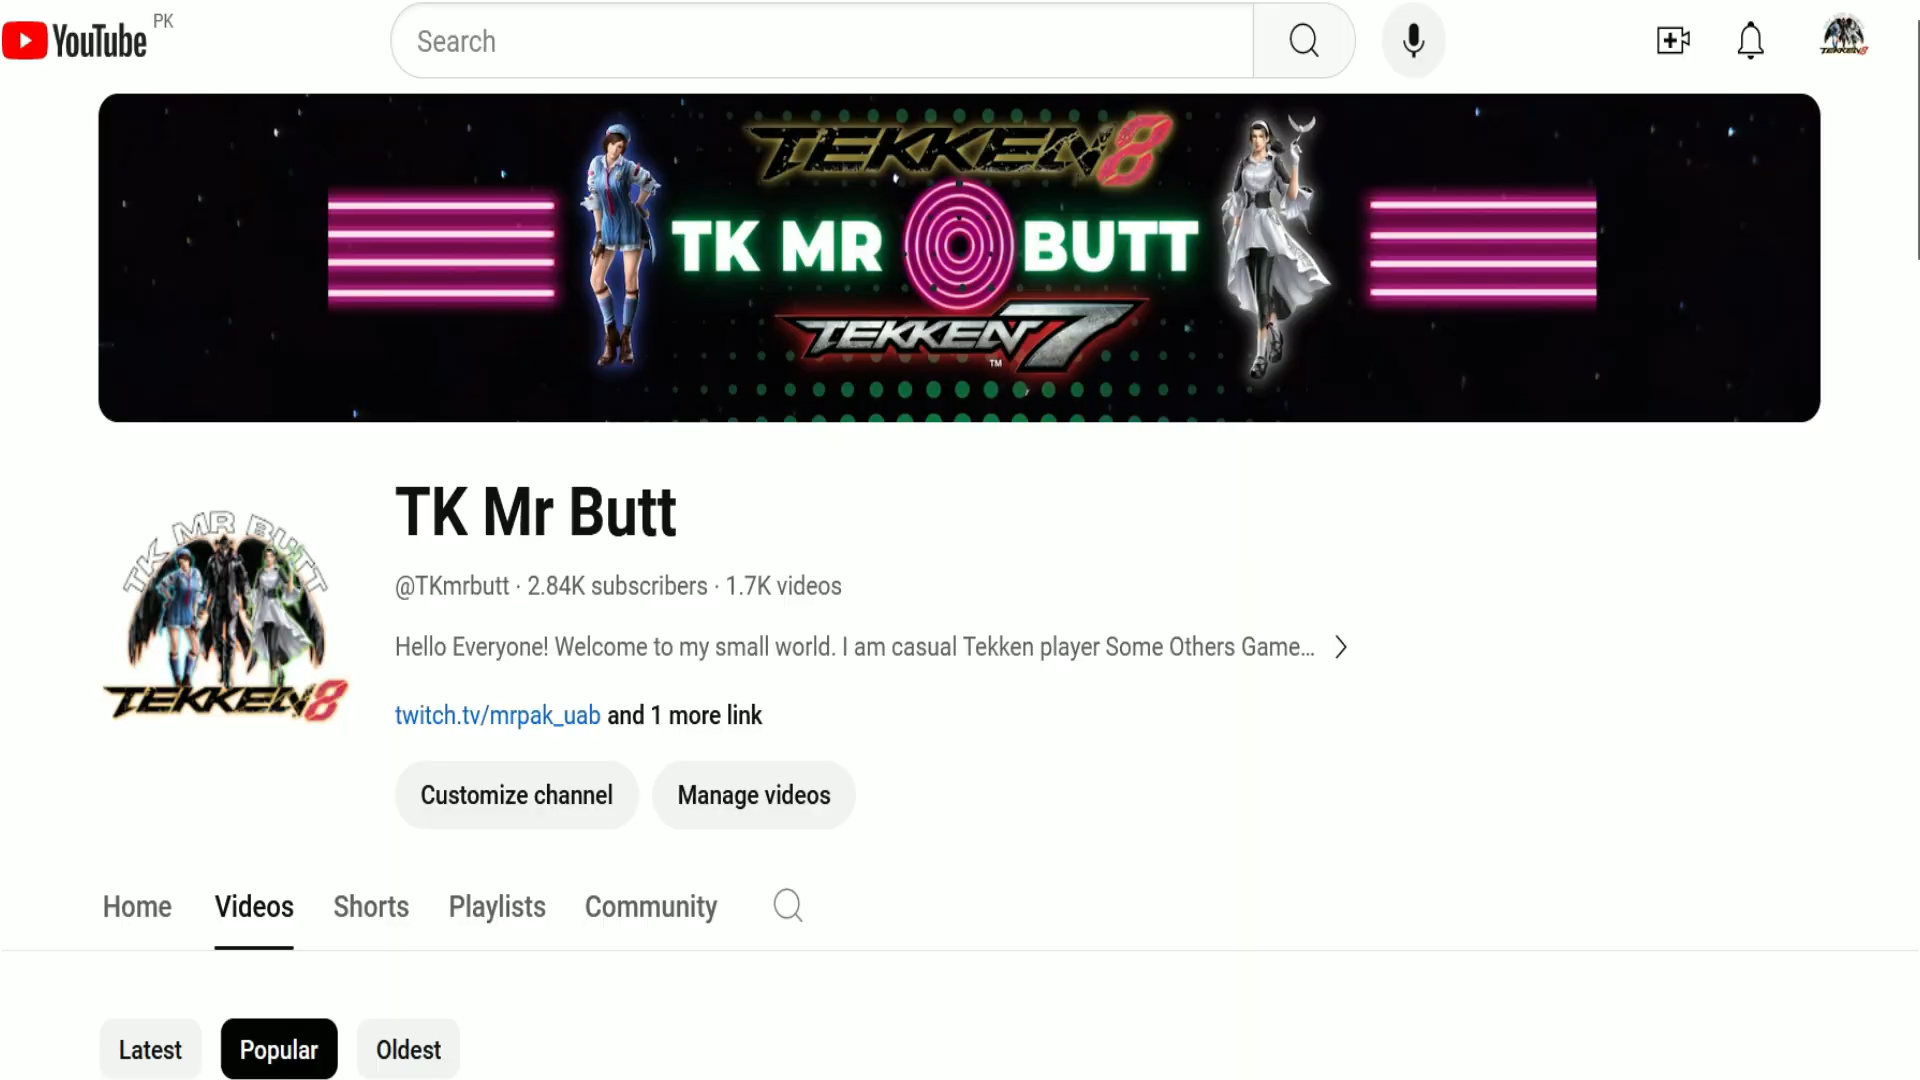 YouTube PK
Search
TEKKEN 8
TEKKEN 8
TK MR BUTT
TEKKEN 7
TM
TK Mr Butt
TK MR BUTT
TEKKEN 8
@TKmrbutt · 2.84K subscribers · 1.7K videos
Hello Everyone! Welcome to my small world. I am casual Tekken player Some Others Game...
twitch.tv/mrpak_uab and 1 more link
Customize channel
Manage videos
Home
Videos
Shorts
Playlists
Community
Latest
Popular
Oldest